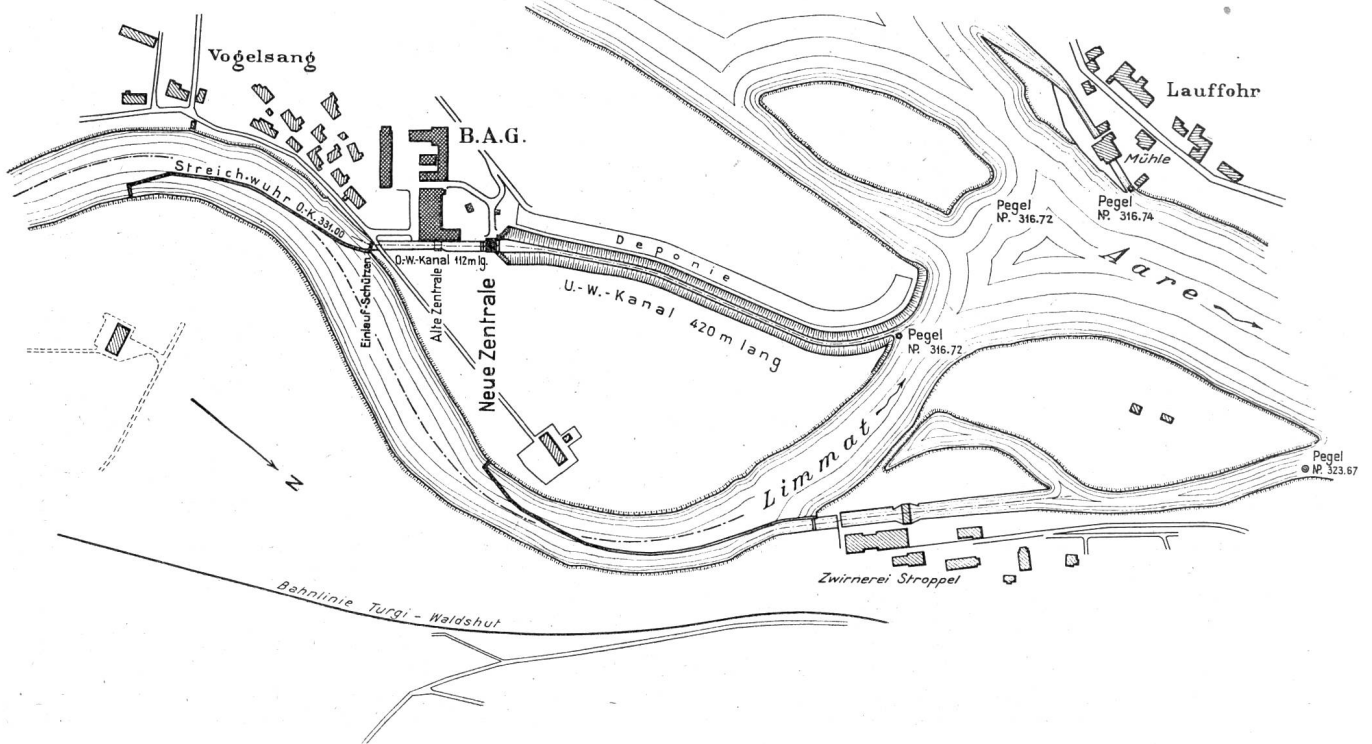 Vogelsang
B.A.G.
Lauffohr
Mühle
Pegel
NP. 316.72
Pegel
NP. 316.74
Streich-wuhr O.-K. 331.00
Deponie
Aare
O.-W.-Kanal 112 m lg.
U.-W.-Kanal 420 m lang
Einlauf-Schützen
Alte Zentrale
Neue Zentrale
Pegel
NP. 316.72
Limmat
Pegel
NP. 323.67
N
Zwirnerei Stroppel
Bahnlinie Turgi - Waldshut